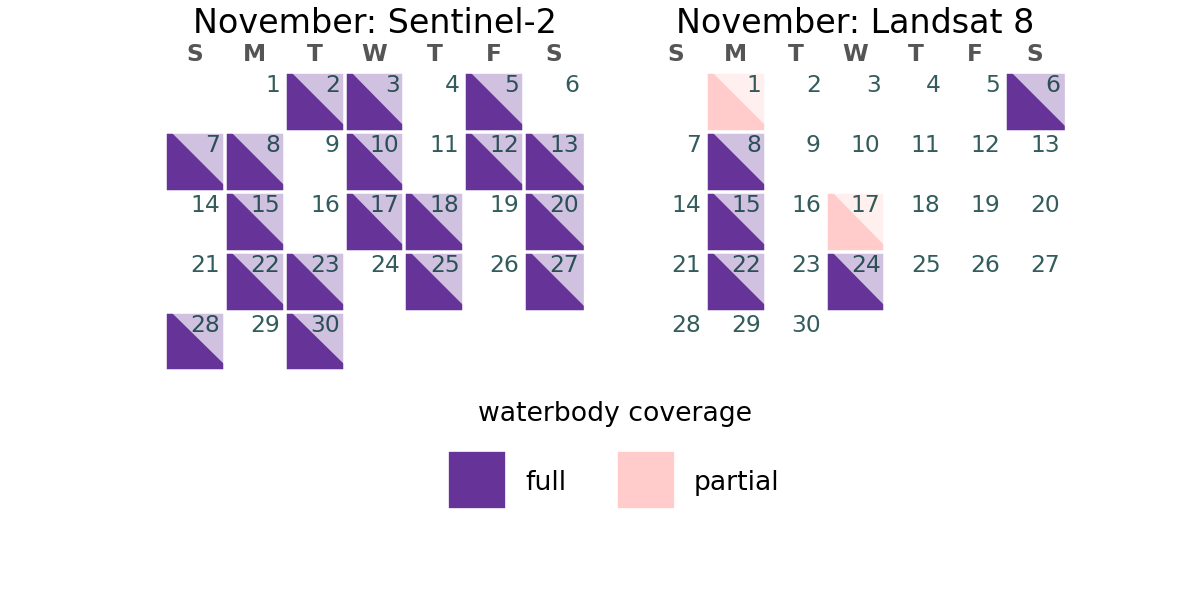 November: Sentinel-2
S M T W T F S
1 2 3 4 5 6
7 8 9 10 11 12 13
14 15 16 17 18 19 20
21 22 23 24 25 26 27
28 29 30
November: Landsat 8
S M T W T F S
1 2 3 4 5 6
7 8 9 10 11 12 13
14 15 16 17 18 19 20
21 22 23 24 25 26 27
28 29 30
waterbody coverage
full
partial